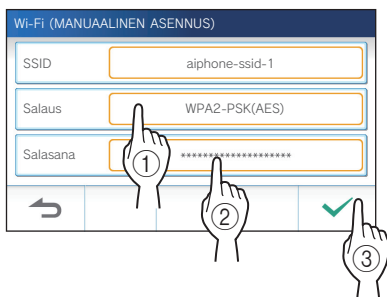 Wi-Fi (MANUAALINEN ASENNUS)
SSID aiphone-ssid-1
Salaus WPA2-PSK(AES)
Salasana ********************
1
2
3